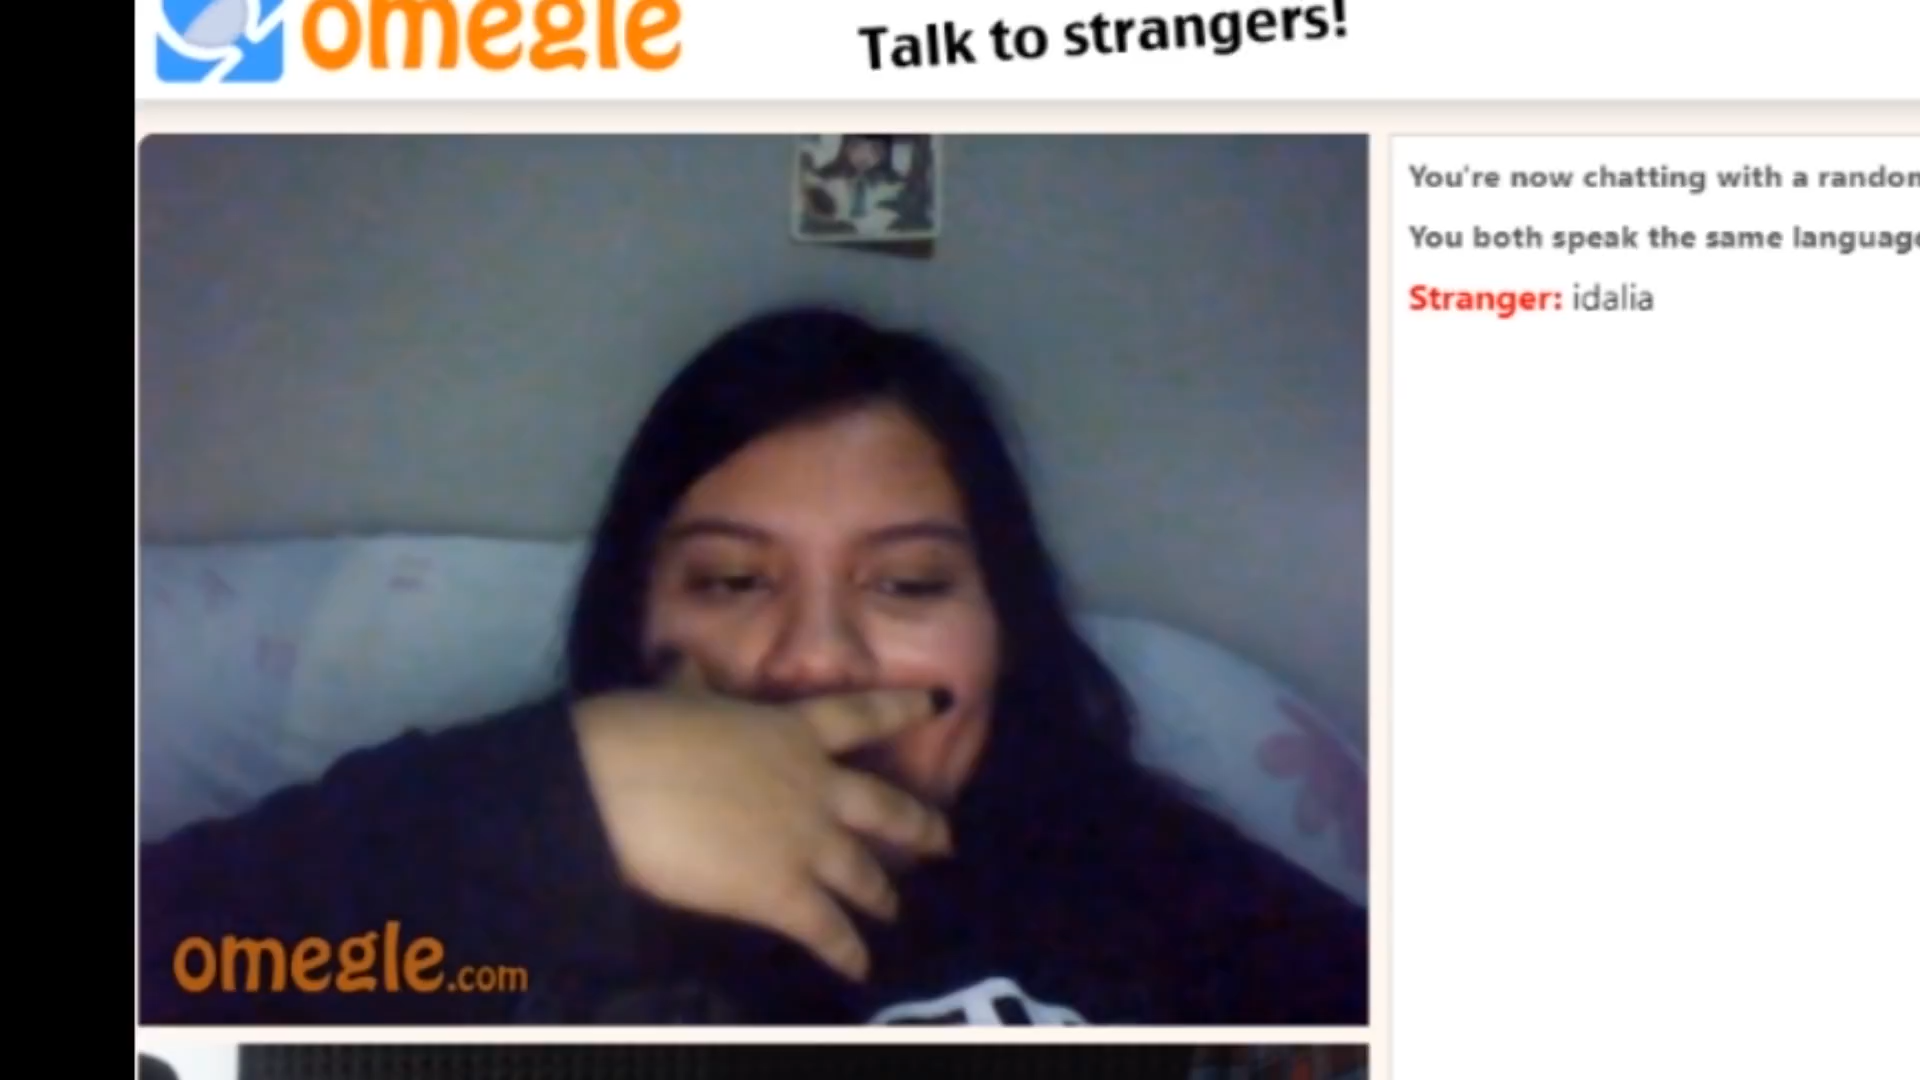 omegle
Talk to strangers!
You're now chatting with a random
You both speak the same language
Stranger: idalia
omegle.com